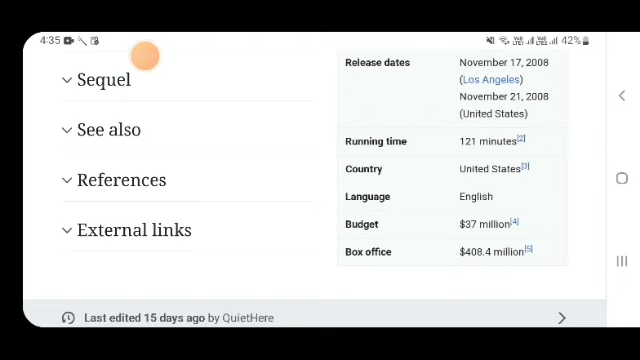 4:35
42%
Sequel
See also
References
External links
Release dates November 17, 2008
(Los Angeles)
November 21, 2008
(United States)
Running time 121 minutes[2]
Country United States[3]
Language English
Budget $37 million[4]
Box office $408.4 million[5]
Last edited 15 days ago by QuietHere